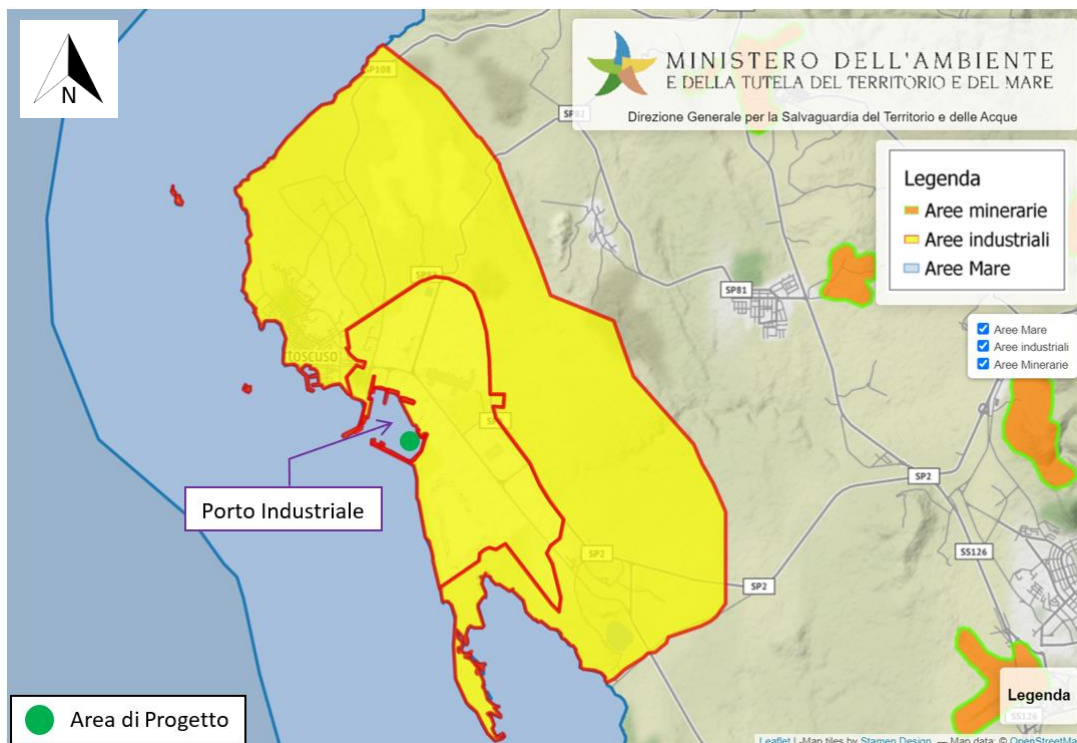 N
MINISTERO DELL'AMBIENTE
E DELLA TUTELA DEL TERRITORIO E DEL MARE
Direzione Generale per la Salvaguardia del Territorio e delle Acque
SP108
SP82
Legenda
Aree minerarie
Aree industriali
Aree Mare
SP81
Aree Mare
Aree industriali
Aree Minerarie
toscuso
Porto Industriale
SP2
SS126
SP2
SP2
Legenda
SS126
Area di Progetto
Leaflet | Map tiles by Stamen Design, — Map data: © OpenStreetMa